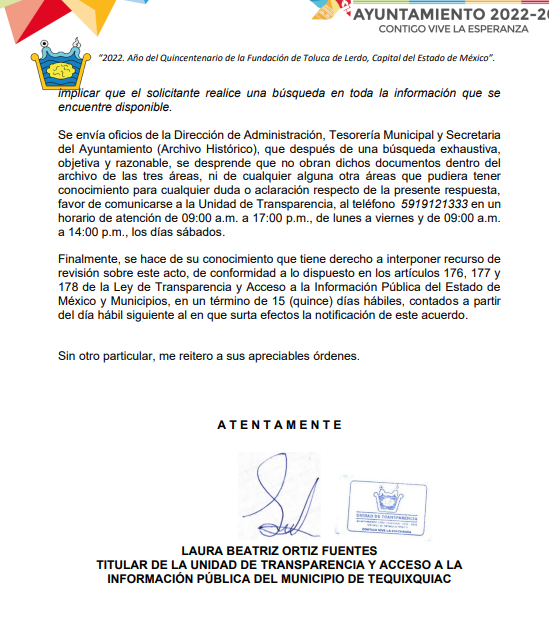 AYUNTAMIENTO 2022-20
CONTIGO VIVE LA ESPERANZA
“2022. Año del Quincentenario de la Fundación de Toluca de Lerdo, Capital del Estado de México”.
implicar que el solicitante realice una búsqueda en toda la información que se
encuentre disponible.
Se envía oficios de la Dirección de Administración, Tesorería Municipal y Secretaria
del Ayuntamiento (Archivo Histórico), que después de una búsqueda exhaustiva,
objetiva y razonable, se desprende que no obran dichos documentos dentro del
archivo de las tres áreas, ni de cualquier alguna otra áreas que pudiera tener
conocimiento para cualquier duda o aclaración respecto de la presente respuesta,
favor de comunicarse a la Unidad de Transparencia, al teléfono 5919121333 en un
horario de atención de 09:00 a.m. a 17:00 p.m., de lunes a viernes y de 09:00 a.m.
a 14:00 p.m., los días sábados.
Finalmente, se hace de su conocimiento que tiene derecho a interponer recurso de
revisión sobre este acto, de conformidad a lo dispuesto en los artículos 176, 177 y
178 de la Ley de Transparencia y Acceso a la Información Pública del Estado de
México y Municipios, en un término de 15 (quince) días hábiles, contados a partir
del día hábil siguiente al en que surta efectos la notificación de este acuerdo.
Sin otro particular, me reitero a sus apreciables órdenes.
A T E N T A M E N T E
UNIDAD DE TRANSPARENCIA
CONTIGO VIVE LA ESPERANZA
LAURA BEATRIZ ORTIZ FUENTES
TITULAR DE LA UNIDAD DE TRANSPARENCIA Y ACCESO A LA
INFORMACIÓN PÚBLICA DEL MUNICIPIO DE TEQUIXQUIAC